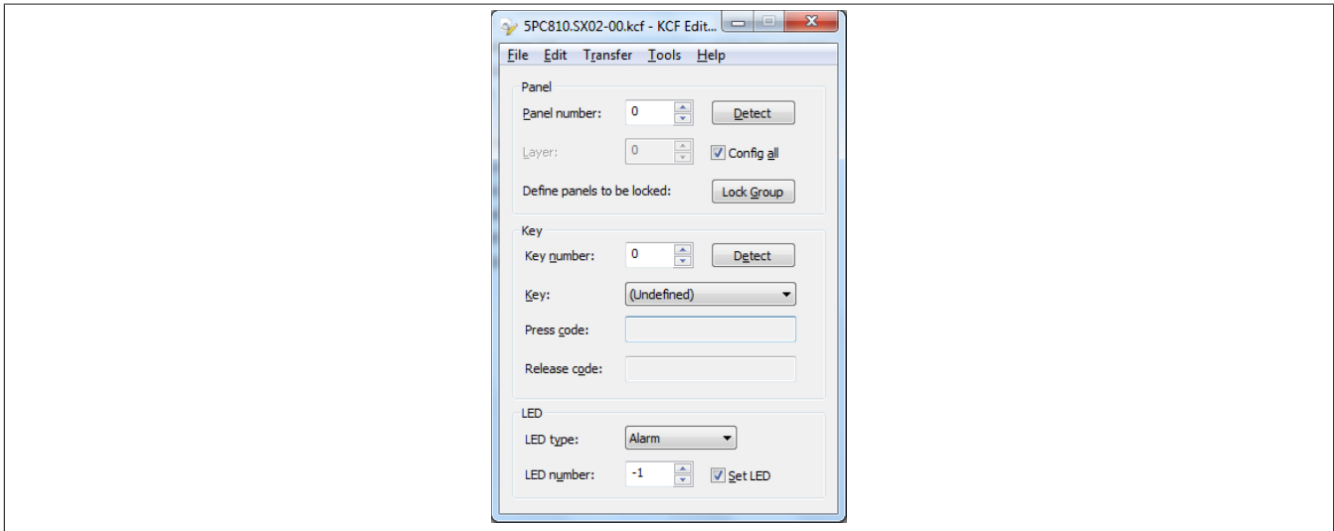 5PC810.SX02-00.kcf - KCF Edit...
File Edit Transfer Tools Help
Panel
Panel number: 0 Detect
Layer: 0 Config all
Define panels to be locked: Lock Group
Key
Key number: 0 Detect
Key: (Undefined)
Press code:
Release code:
LED
LED type: Alarm
LED number: -1 Set LED